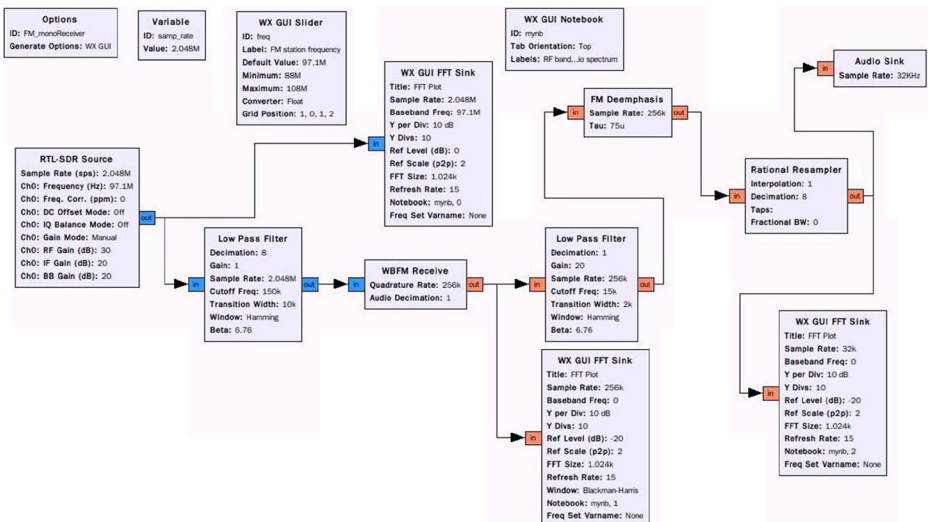 Options
ID: FM_monoReceiver
Generate Options: WX GUI
Variable
ID: samp_rate
Value: 2.048M
WX GUI Slider
ID: freq
Label: FM station frequency
Default Value: 97.1M
Minimum: 88M
Maximum: 108M
Converter: Float
Grid Position: 1, 0, 1, 2
WX GUI Notebook
ID: mynb
Tab Orientation: Top
Labels: RF band...io spectrum
WX GUI FFT Sink
Title: FFT Plot
Sample Rate: 2.048M
Baseband Freq: 97.1M
Y per Div: 10 dB
Y Divs: 10
Ref Level (dB): 0
Ref Scale (p2p): 2
FFT Size: 1.024k
Refresh Rate: 15
Notebook: mynb, 0
Freq Set Varname: None
in
FM Deemphasis
Sample Rate: 256k
Tau: 75u
in
out
Audio Sink
Sample Rate: 32KHz
in
RTL-SDR Source
Sample Rate (sps): 2.048M
Ch0: Frequency (Hz): 97.1M
Ch0: Freq. Corr. (ppm): 0
Ch0: DC Offset Mode: Off
Ch0: IQ Balance Mode: Off
Ch0: Gain Mode: Manual
Ch0: RF Gain (dB): 30
Ch0: IF Gain (dB): 20
Ch0: BB Gain (dB): 20
out
Rational Resampler
Interpolation: 1
Decimation: 8
Taps:
Fractional BW: 0
in
out
Low Pass Filter
Decimation: 8
Gain: 1
Sample Rate: 2.048M
Cutoff Freq: 150k
Transition Width: 10k
Window: Hamming
Beta: 6.76
in
out
WBFM Receive
Quadrature Rate: 256k
Audio Decimation: 1
in
out
Low Pass Filter
Decimation: 1
Gain: 20
Sample Rate: 256k
Cutoff Freq: 15k
Transition Width: 2k
Window: Hamming
Beta: 6.76
in
out
WX GUI FFT Sink
Title: FFT Plot
Sample Rate: 256k
Baseband Freq: 0
Y per Div: 10 dB
Y Divs: 10
Ref Level (dB): -20
Ref Scale (p2p): 2
FFT Size: 1.024k
Refresh Rate: 15
Window: Blackman-Harris
Notebook: mynb, 1
Freq Set Varname: None
in
WX GUI FFT Sink
Title: FFT Plot
Sample Rate: 32k
Baseband Freq: 0
Y per Div: 10 dB
Y Divs: 10
Ref Level (dB): -20
Ref Scale (p2p): 2
FFT Size: 1.024k
Refresh Rate: 15
Notebook: mynb, 2
Freq Set Varname: None
in